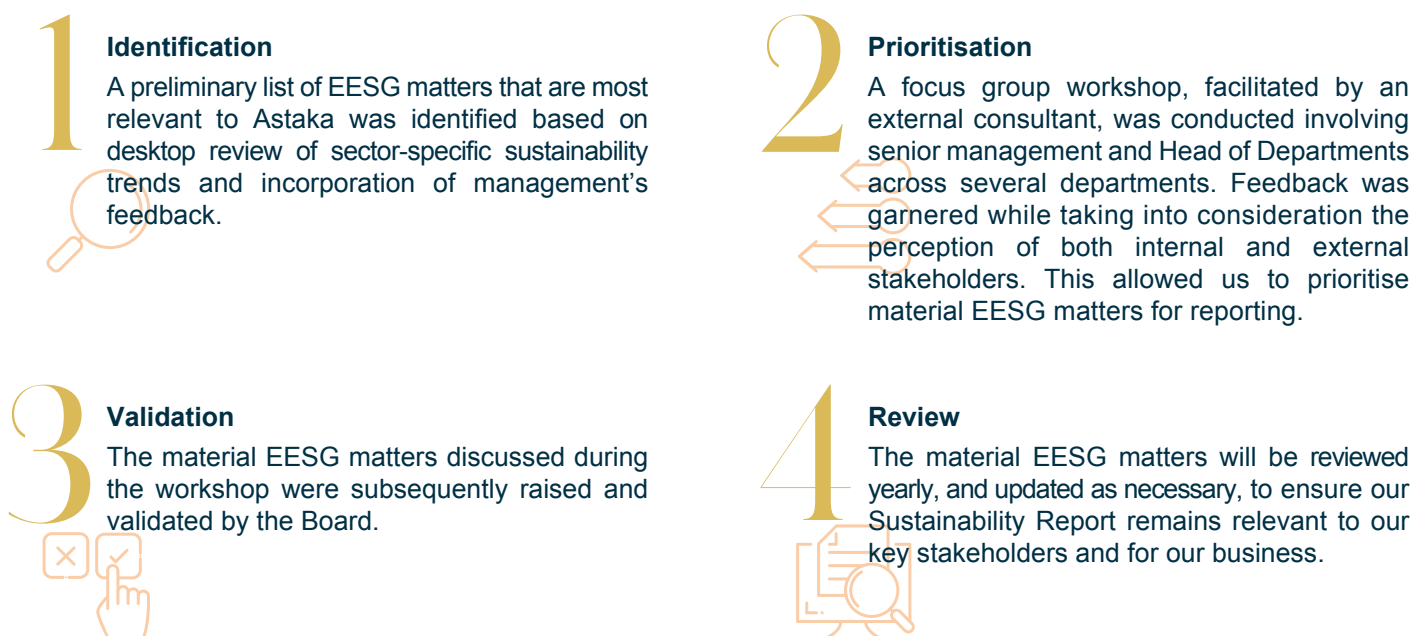 1
Identification
A preliminary list of EESG matters that are most
relevant to Astaka was identified based on
desktop review of sector-specific sustainability
trends and incorporation of management’s
feedback.
2
Prioritisation
A focus group workshop, facilitated by an
external consultant, was conducted involving
senior management and Head of Departments
across several departments. Feedback was
garnered while taking into consideration the
perception of both internal and external
stakeholders. This allowed us to prioritise
material EESG matters for reporting.
3
Validation
The material EESG matters discussed during
the workshop were subsequently raised and
validated by the Board.
4
Review
The material EESG matters will be reviewed
yearly, and updated as necessary, to ensure our
Sustainability Report remains relevant to our
key stakeholders and for our business.